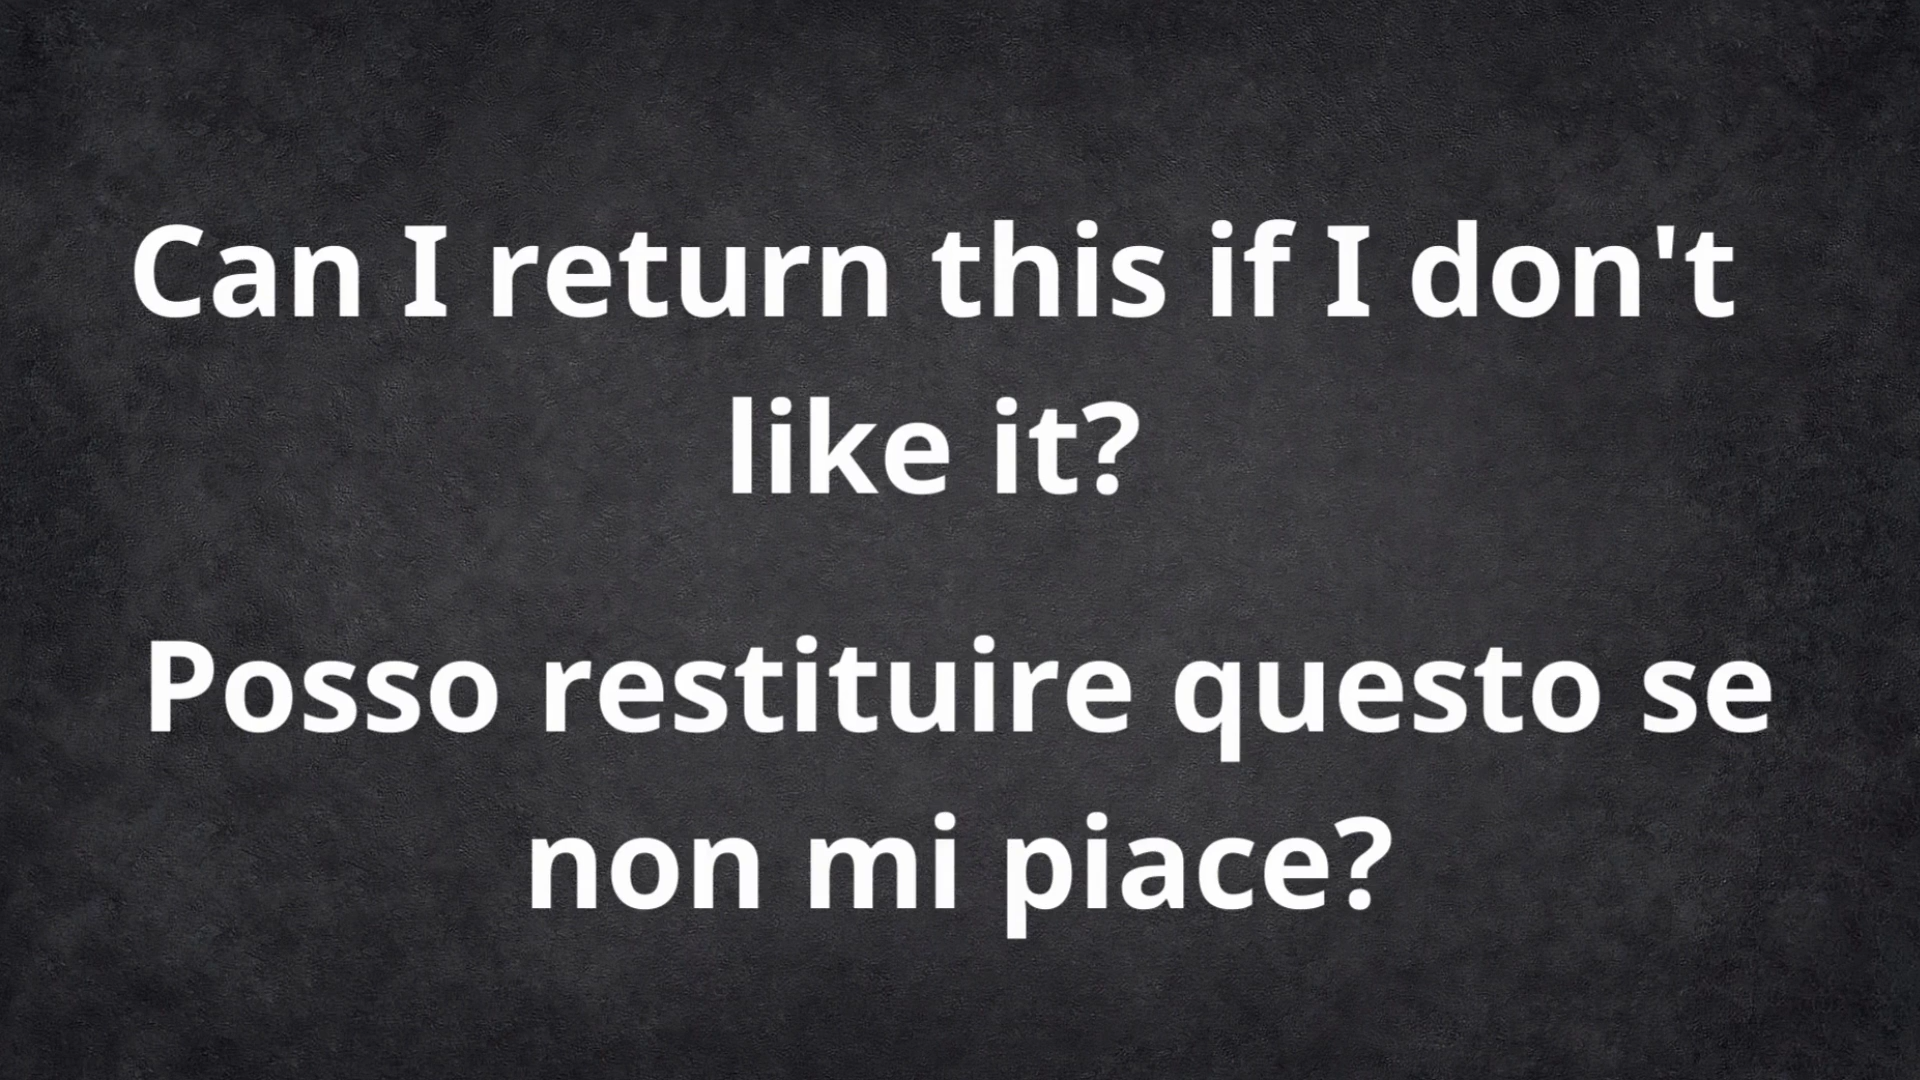 Can I return this if I don't
like it?
Posso restituire questo se
non mi piace?